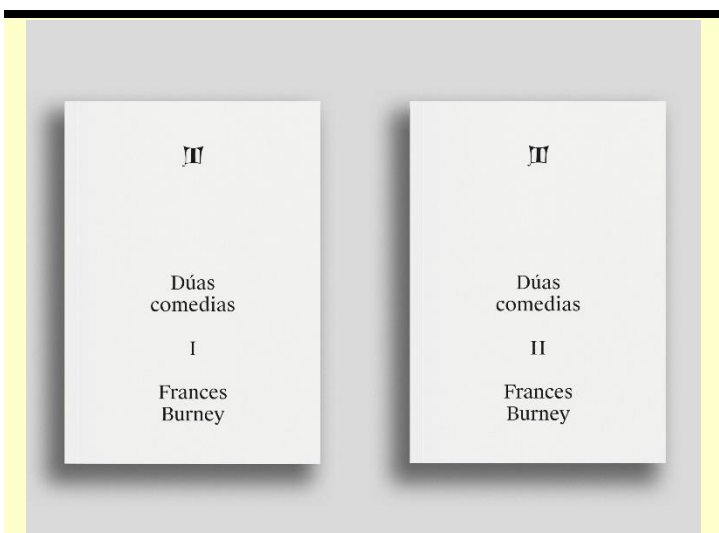 Dúas
comedias
I
Frances
Burney
Dúas
comedias
II
Frances
Burney